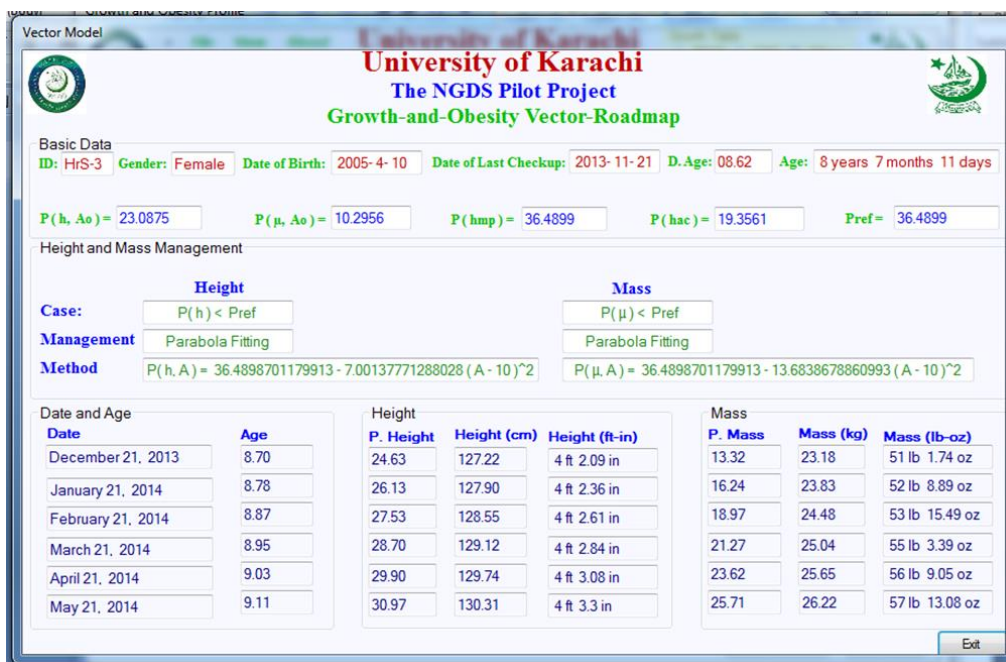 Growth and Obesity Profile
Vector Model
University of Karachi
The NGDS Pilot Project
Growth-and-Obesity Vector-Roadmap
Basic Data
ID: HrS-3 Gender: Female Date of Birth: 2005- 4- 10 Date of Last Checkup: 2013- 11- 21 D. Age: 08.62 Age: 8 years 7 months 11 days
P( h, Ao ) = 23.0875 P( µ, Ao ) = 10.2956 P( hmp ) = 36.4899 P( hac ) = 19.3561 Pref = 36.4899
Height and Mass Management
Height Mass
Case: P( h ) < Pref P( µ ) < Pref
Management Parabola Fitting Parabola Fitting
Method P( h, A ) = 36.4898701179913 - 7.00137771288028 ( A - 10 )^2 P( µ, A ) = 36.4898701179913 - 13.6838678860993 ( A - 10 )^2
Date and Age Height Mass
Date Age P. Height Height (cm) Height (ft-in) P. Mass Mass (kg) Mass (lb-oz)
December 21, 2013 8.70 24.63 127.22 4 ft 2.09 in 13.32 23.18 51 lb 1.74 oz
January 21, 2014 8.78 26.13 127.90 4 ft 2.36 in 16.24 23.83 52 lb 8.89 oz
February 21, 2014 8.87 27.53 128.55 4 ft 2.61 in 18.97 24.48 53 lb 15.49 oz
March 21, 2014 8.95 28.70 129.12 4 ft 2.84 in 21.27 25.04 55 lb 3.39 oz
April 21, 2014 9.03 29.90 129.74 4 ft 3.08 in 23.62 25.65 56 lb 9.05 oz
May 21, 2014 9.11 30.97 130.31 4 ft 3.3 in 25.71 26.22 57 lb 13.08 oz
Exit